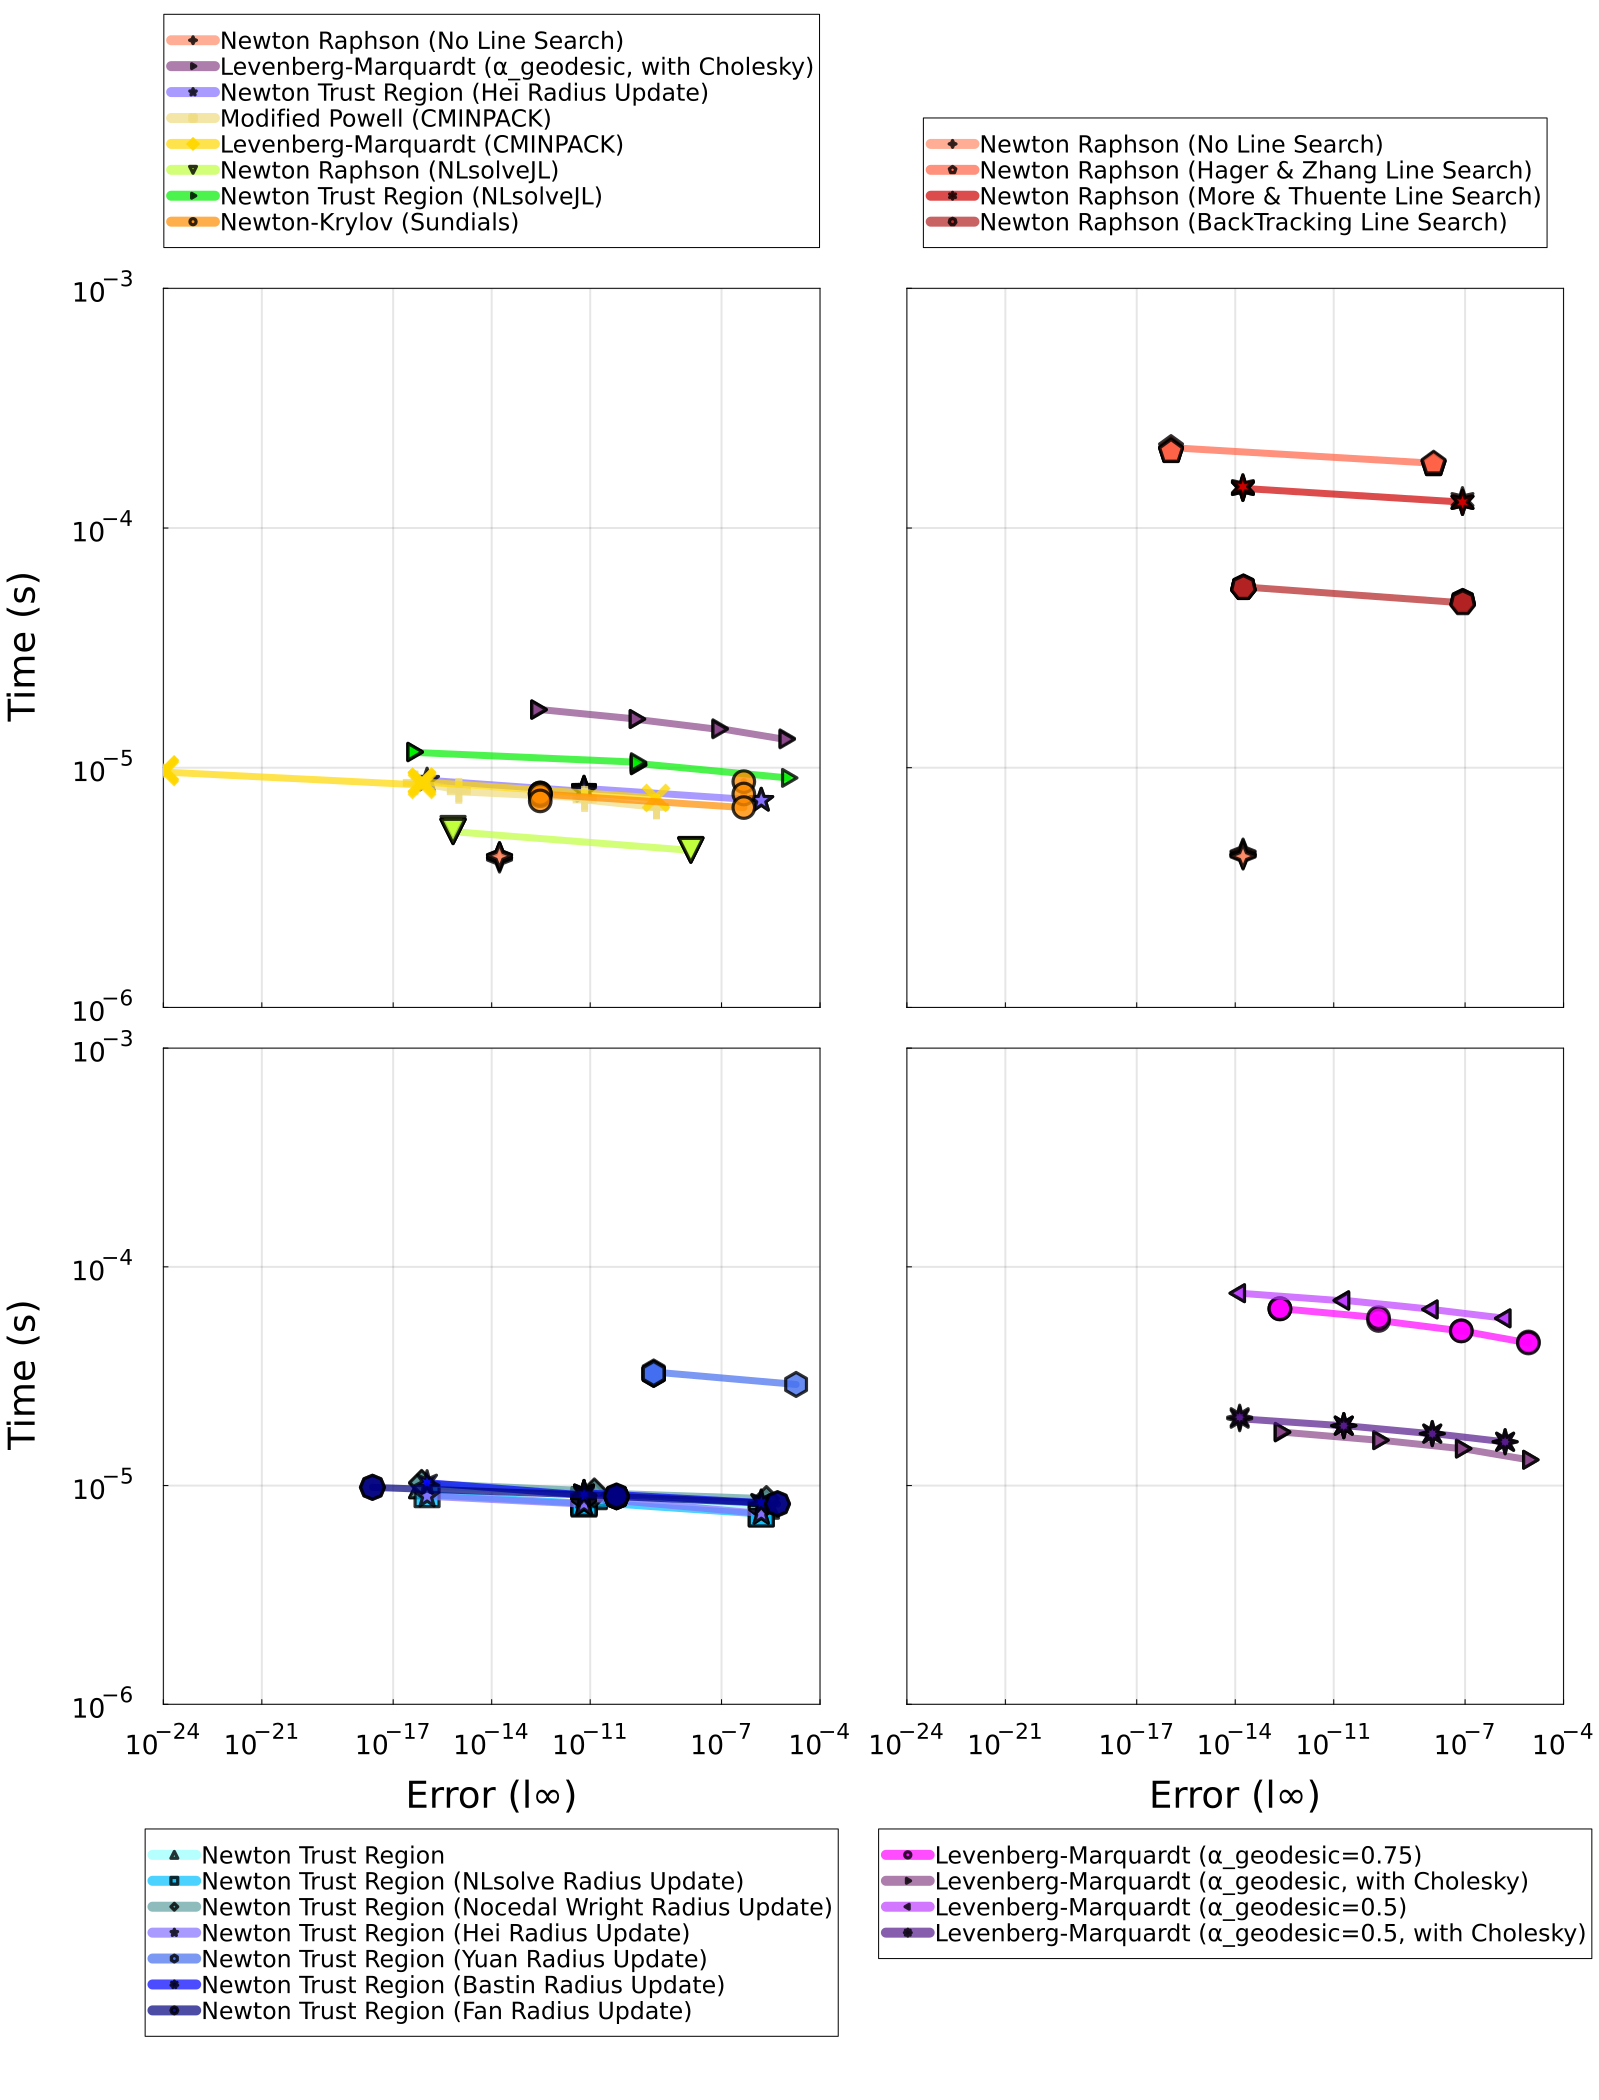 Newton Raphson (No Line Search)
Levenberg-Marquardt (α_geodesic, with Cholesky)
Newton Trust Region (Hei Radius Update)
Modified Powell (CMINPACK)
Levenberg-Marquardt (CMINPACK)
Newton Raphson (NLsolveJL)
Newton Trust Region (NLsolveJL)
Newton-Krylov (Sundials)
Newton Raphson (No Line Search)
Newton Raphson (Hager & Zhang Line Search)
Newton Raphson (More & Thuente Line Search)
Newton Raphson (BackTracking Line Search)
10⁻³
10⁻⁴
10⁻⁵
10⁻⁶
Time (s)
10⁻³
10⁻⁴
10⁻⁵
10⁻⁶
Time (s)
10⁻²⁴ 10⁻²¹ 10⁻¹⁷ 10⁻¹⁴ 10⁻¹¹ 10⁻⁷ 10⁻⁴
Error (l∞)
10⁻²⁴ 10⁻²¹ 10⁻¹⁷ 10⁻¹⁴ 10⁻¹¹ 10⁻⁷ 10⁻⁴
Error (l∞)
Newton Trust Region
Newton Trust Region (NLsolve Radius Update)
Newton Trust Region (Nocedal Wright Radius Update)
Newton Trust Region (Hei Radius Update)
Newton Trust Region (Yuan Radius Update)
Newton Trust Region (Bastin Radius Update)
Newton Trust Region (Fan Radius Update)
Levenberg-Marquardt (α_geodesic=0.75)
Levenberg-Marquardt (α_geodesic, with Cholesky)
Levenberg-Marquardt (α_geodesic=0.5)
Levenberg-Marquardt (α_geodesic=0.5, with Cholesky)